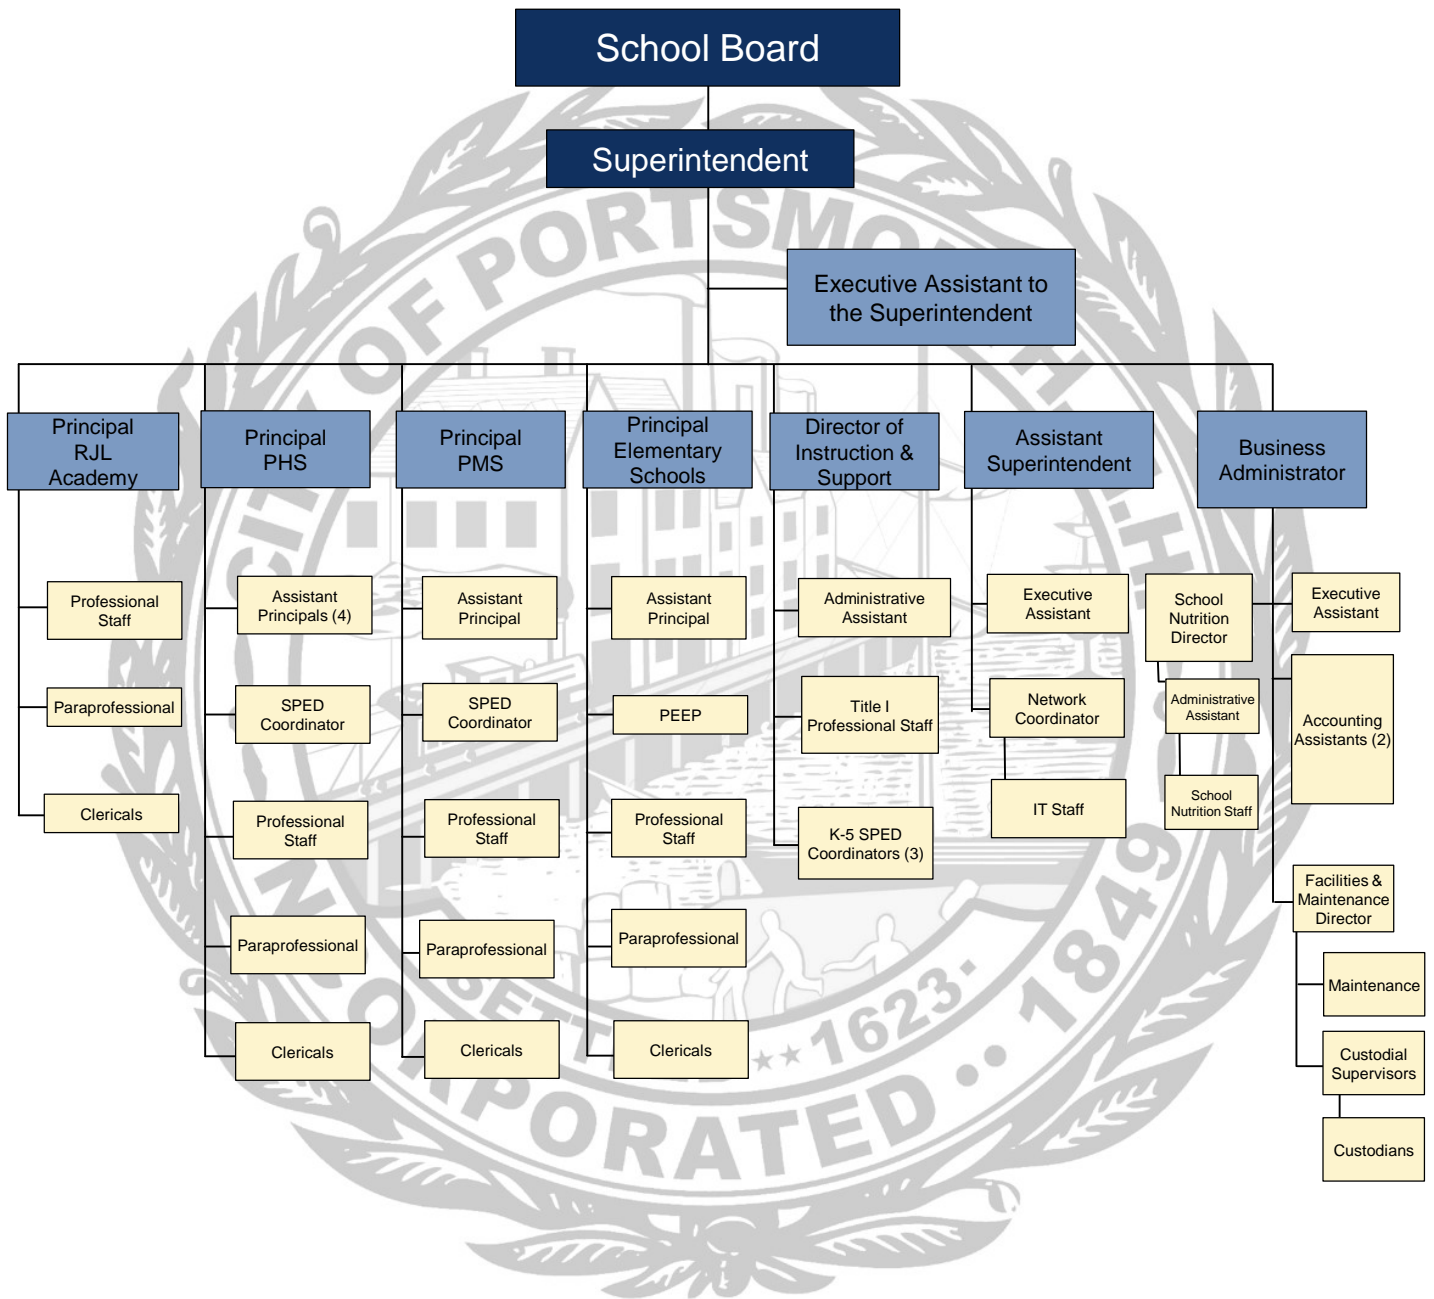 School Board
Superintendent
Executive Assistant to
the Superintendent
Principal
RJL
Academy
Principal
PHS
Principal
PMS
Principal
Elementary
Schools
Director of
Instruction &
Support
Assistant
Superintendent
Business
Administrator
Professional
Staff
Paraprofessional
Clericals
Assistant
Principals (4)
SPED
Coordinator
Professional
Staff
Paraprofessional
Clericals
Assistant
Principal
SPED
Coordinator
Professional
Staff
Paraprofessional
Clericals
Assistant
Principal
PEEP
Professional
Staff
Paraprofessional
Clericals
Administrative
Assistant
Title I
Professional Staff
K-5 SPED
Coordinators (3)
Executive
Assistant
Network
Coordinator
IT Staff
School
Nutrition
Director
Administrative
Assistant
School
Nutrition Staff
Executive
Assistant
Accounting
Assistants (2)
Facilities &
Maintenance
Director
Maintenance
Custodial
Supervisors
Custodians
CITY OF PORTSMOUTH
1623
INCORPORATED •• 1849